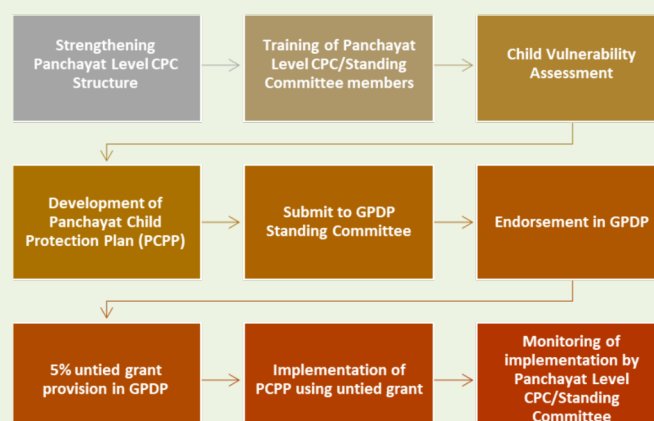 Strengthening
Panchayat Level CPC
Structure
Training of Panchayat
Level CPC/Standing
Committee members
Child Vulnerability
Assessment
Development of
Panchayat Child
Protection Plan (PCPP)
Submit to GPDP
Standing Committee
Endorsement in GPDP
5% untied grant
provision in GPDP
Implementation of
PCPP using untied grant
Monitoring of
implementation by
Panchayat Level
CPC/Standing
Committee